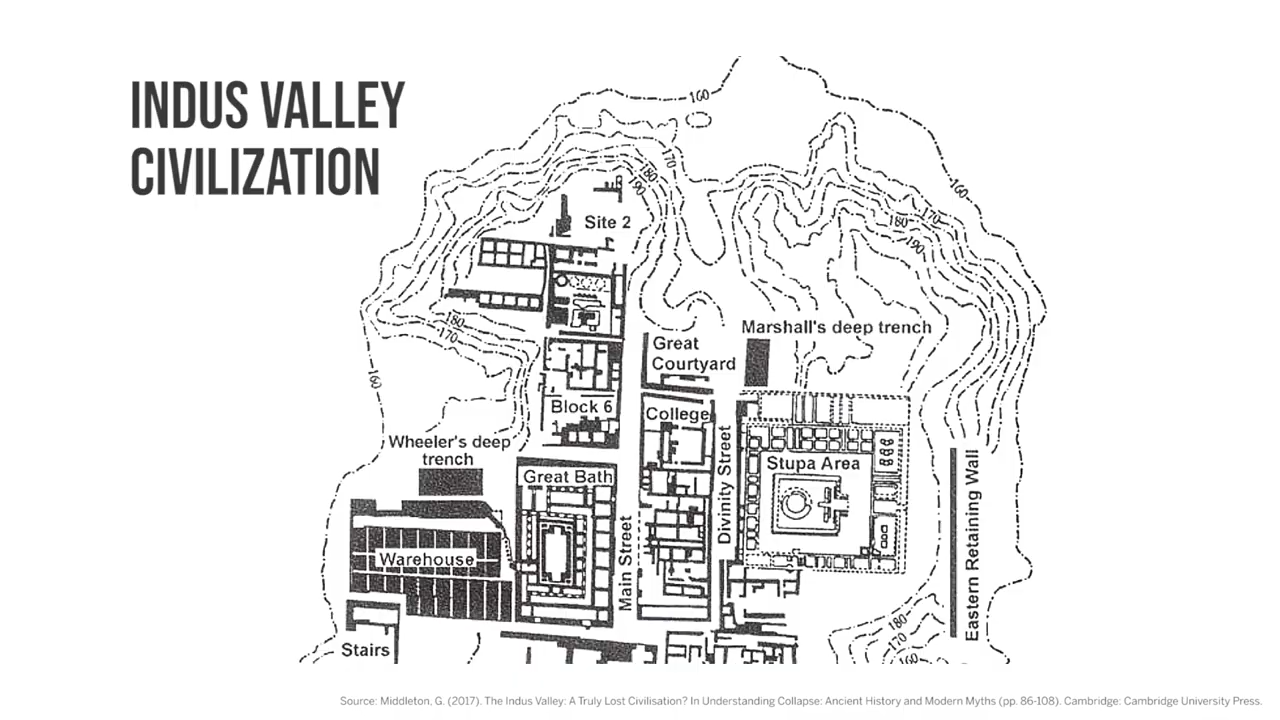 INDUS VALLEY
CIVILIZATION
160
170
180
190
160
170
180
190
Site 2
180
170
160
Marshall's deep trench
Great
Courtyard
Block 6
College
Wheeler's deep
trench
Great Bath
Stupa Area
Divinity Street
Main Street
Eastern Retaining Wall
Warehouse
Stairs
180
170
160
Source: Middleton, G. (2017). The Indus Valley: A Truly Lost Civilisation? In Understanding Collapse: Ancient History and Modern Myths (pp. 86-108). Cambridge: Cambridge University Press.